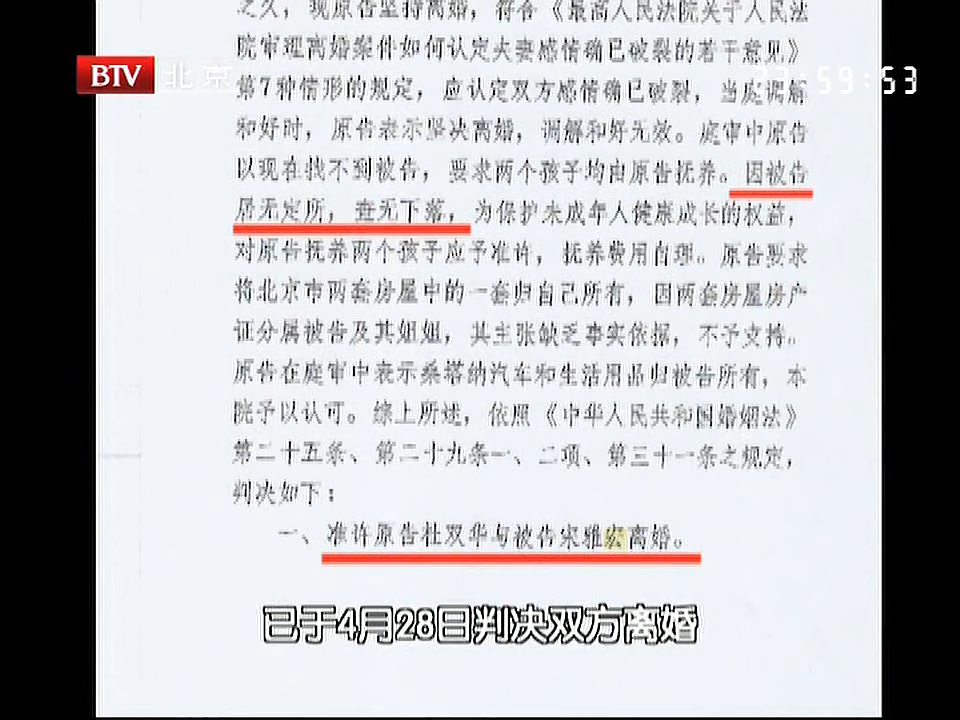 之久，现原告坚持离婚，符合《最高人民法院关于人民法
BTV 北京
:59:53
院审理离婚案件如何认定夫妻感情确已破裂的若干意见》
第7种情形的规定，应认定双方感情确已破裂，当庭调解
和好时，原告表示坚决离婚，调解和好无效。庭审中原告
以现在找不到被告，要求两个孩子均由原告抚养。因被告
居无定所，查无下落，为保护未成年人健康成长的权益，
对原告抚养两个孩子应予准许，抚养费用自理。原告要求
将北京市两套房屋中的一套归自己所有，因两套房屋房产
证分属被告及其姐姐，其主张缺乏事实依据，不予支持。
原告在庭审中表示桑塔纳汽车和生活用品归被告所有，本
院予以认可。综上所述，依照《中华人民共和国婚姻法》
第二十五条、第二十九条一、二项、第三十一条之规定，
判决如下：
一、准许原告杜双华与被告宋雅宏离婚。
已于4月28日判决双方离婚